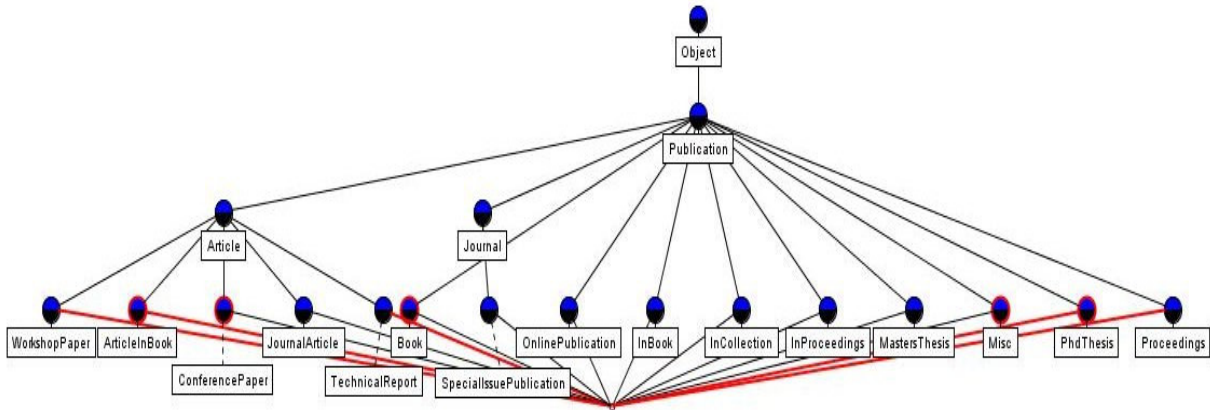 Object
Publication
Article
Journal
WorkshopPaper
ArticleInBook
JournalArticle
Book
OnlinePublication
InBook
InCollection
InProceedings
MastersThesis
Misc
PhdThesis
Proceedings
ConferencePaper
TechnicalReport
SpecialIssuePublication